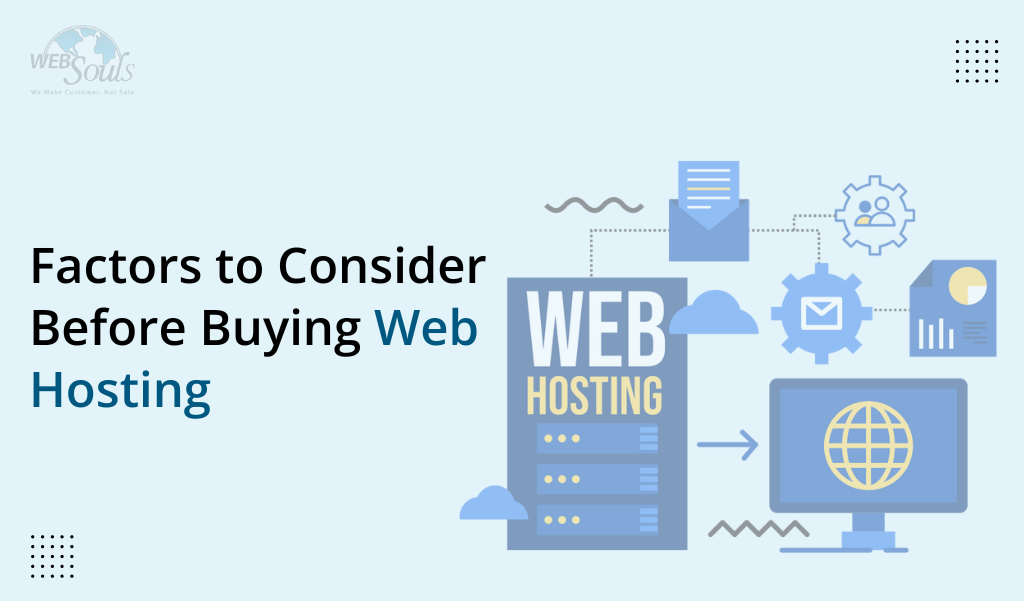 WEB
Souls
We Make Customer, Not Sale
Factors to Consider
Before Buying Web
Hosting
WEB
HOSTING